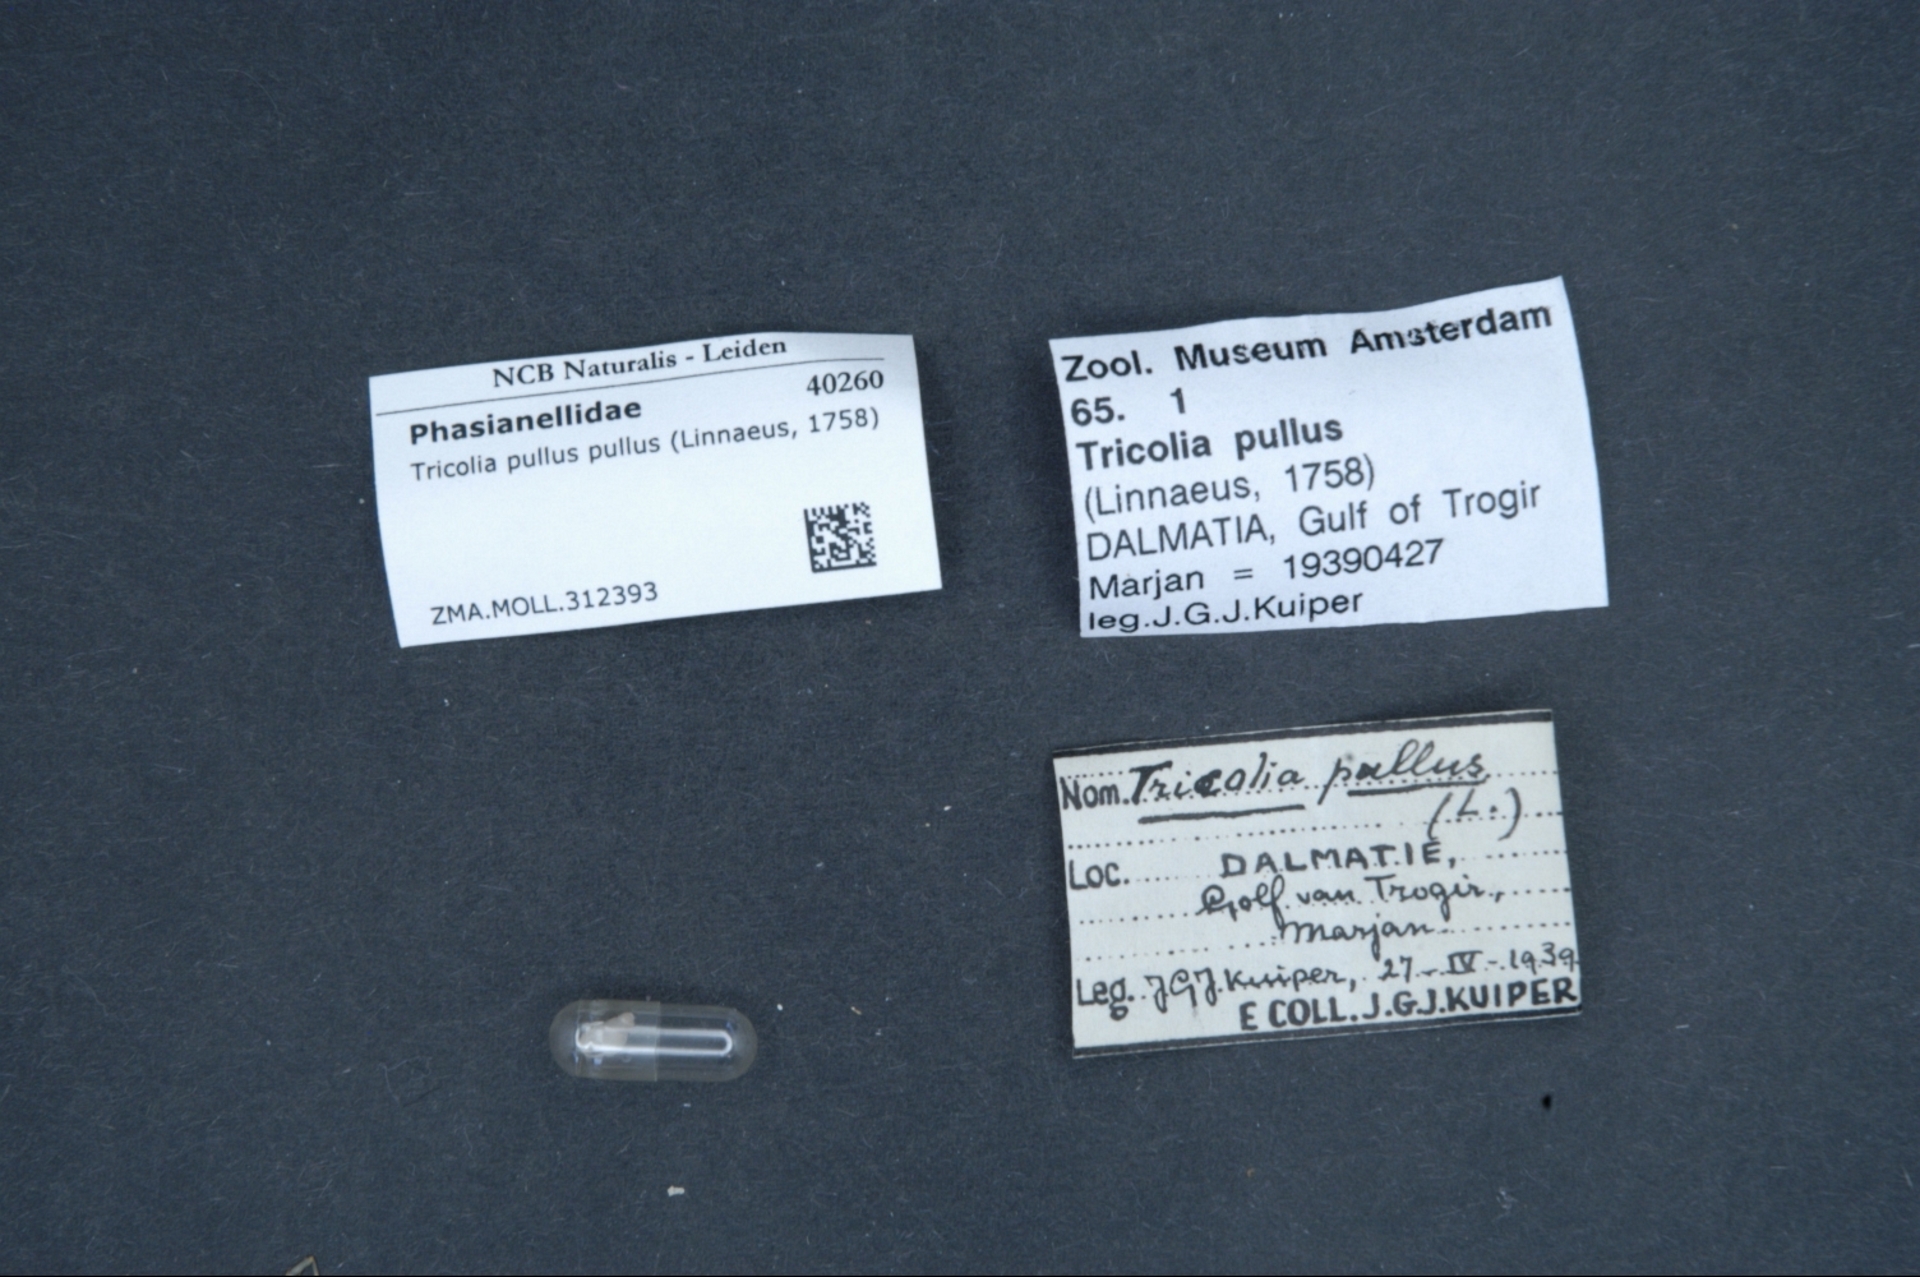 NCB Naturalis - Leiden
40260
Phasianellidae
Tricolia pullus pullus (Linnaeus, 1758)
ZMA.MOLL.312393
Zool. Museum Amsterdam
65. 1
Tricolia pullus
(Linnaeus, 1758)
DALMATIA, Gulf of Trogir
Marjan = 19390427
leg.J.G.J.Kuiper
Nom. Tricolia pullus
(L.)
Loc. DALMATIE,
Golf van Trogir,
Marjan
Leg. JGJ. Kuiper, 27-IV-1939
E COLL. J.G.J.KUIPER